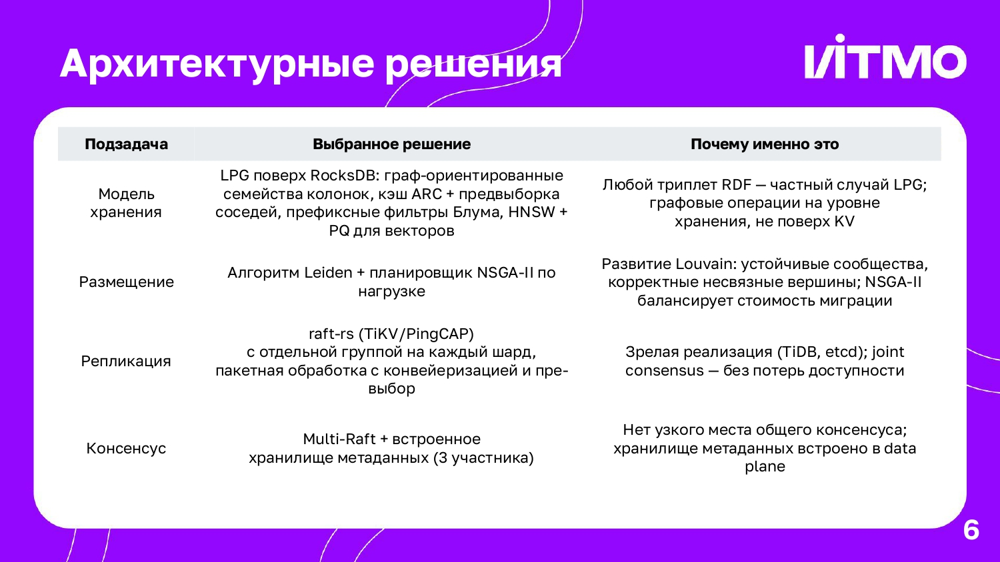 Архитектурные решения
ИТМО
Подзадача
Выбранное решение
Почему именно это
Модель
хранения
LPG поверх RocksDB: граф-ориентированные
семейства колонок, кэш ARC + предвыборка
соседей, префиксные фильтры Блума, HNSW +
PQ для векторов
Любой триплет RDF — частный случай LPG;
графовые операции на уровне
хранения, не поверх KV
Размещение
Алгоритм Leiden + планировщик NSGA-II по
нагрузке
Развитие Louvain: устойчивые сообщества,
корректные несвязные вершины; NSGA-II
балансирует стоимость миграции
Репликация
raft-rs (TiKV/PingCAP)
с отдельной группой на каждый шард,
пакетная обработка с конвейеризацией и пре-
выбор
Зрелая реализация (TiDB, etcd); joint
consensus — без потерь доступности
Консенсус
Multi-Raft + встроенное
хранилище метаданных (3 участника)
Нет узкого места общего консенсуса;
хранилище метаданных встроено в data
plane
6